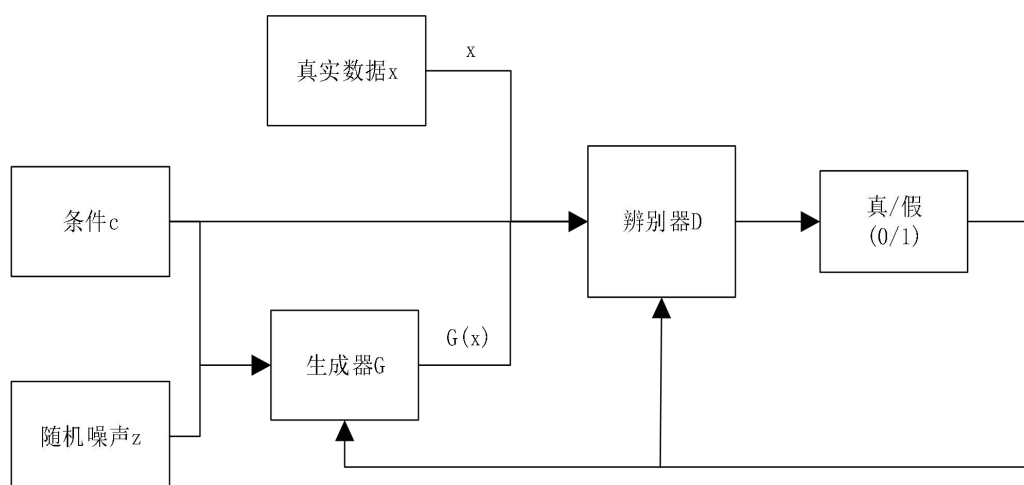 真实数据x
x
条件c
辨别器D
真/假
(0/1)
生成器G
G(x)
随机噪声z